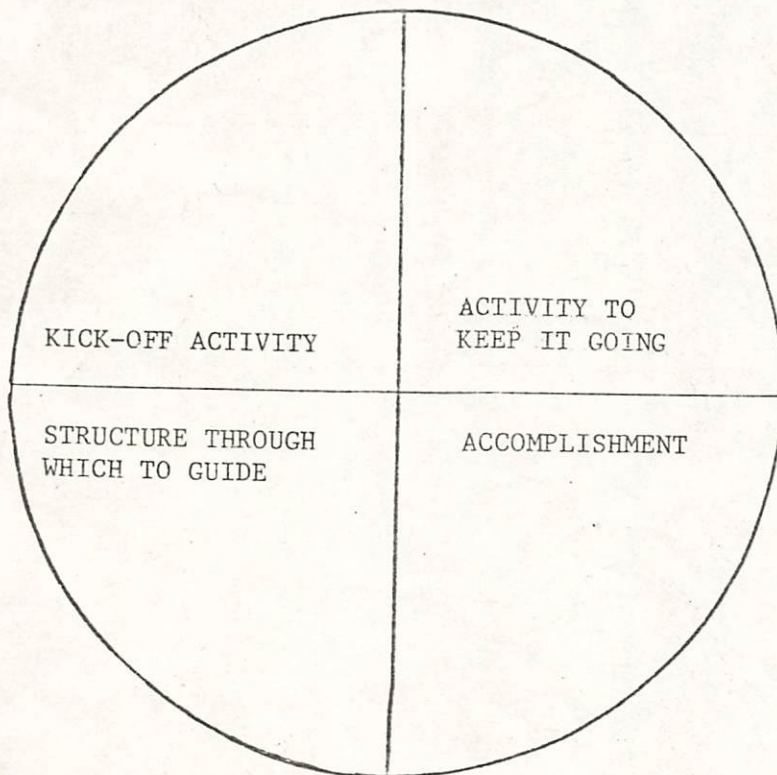 KICK-OFF ACTIVITY
ACTIVITY TO
KEEP IT GOING
STRUCTURE THROUGH
WHICH TO GUIDE
ACCOMPLISHMENT